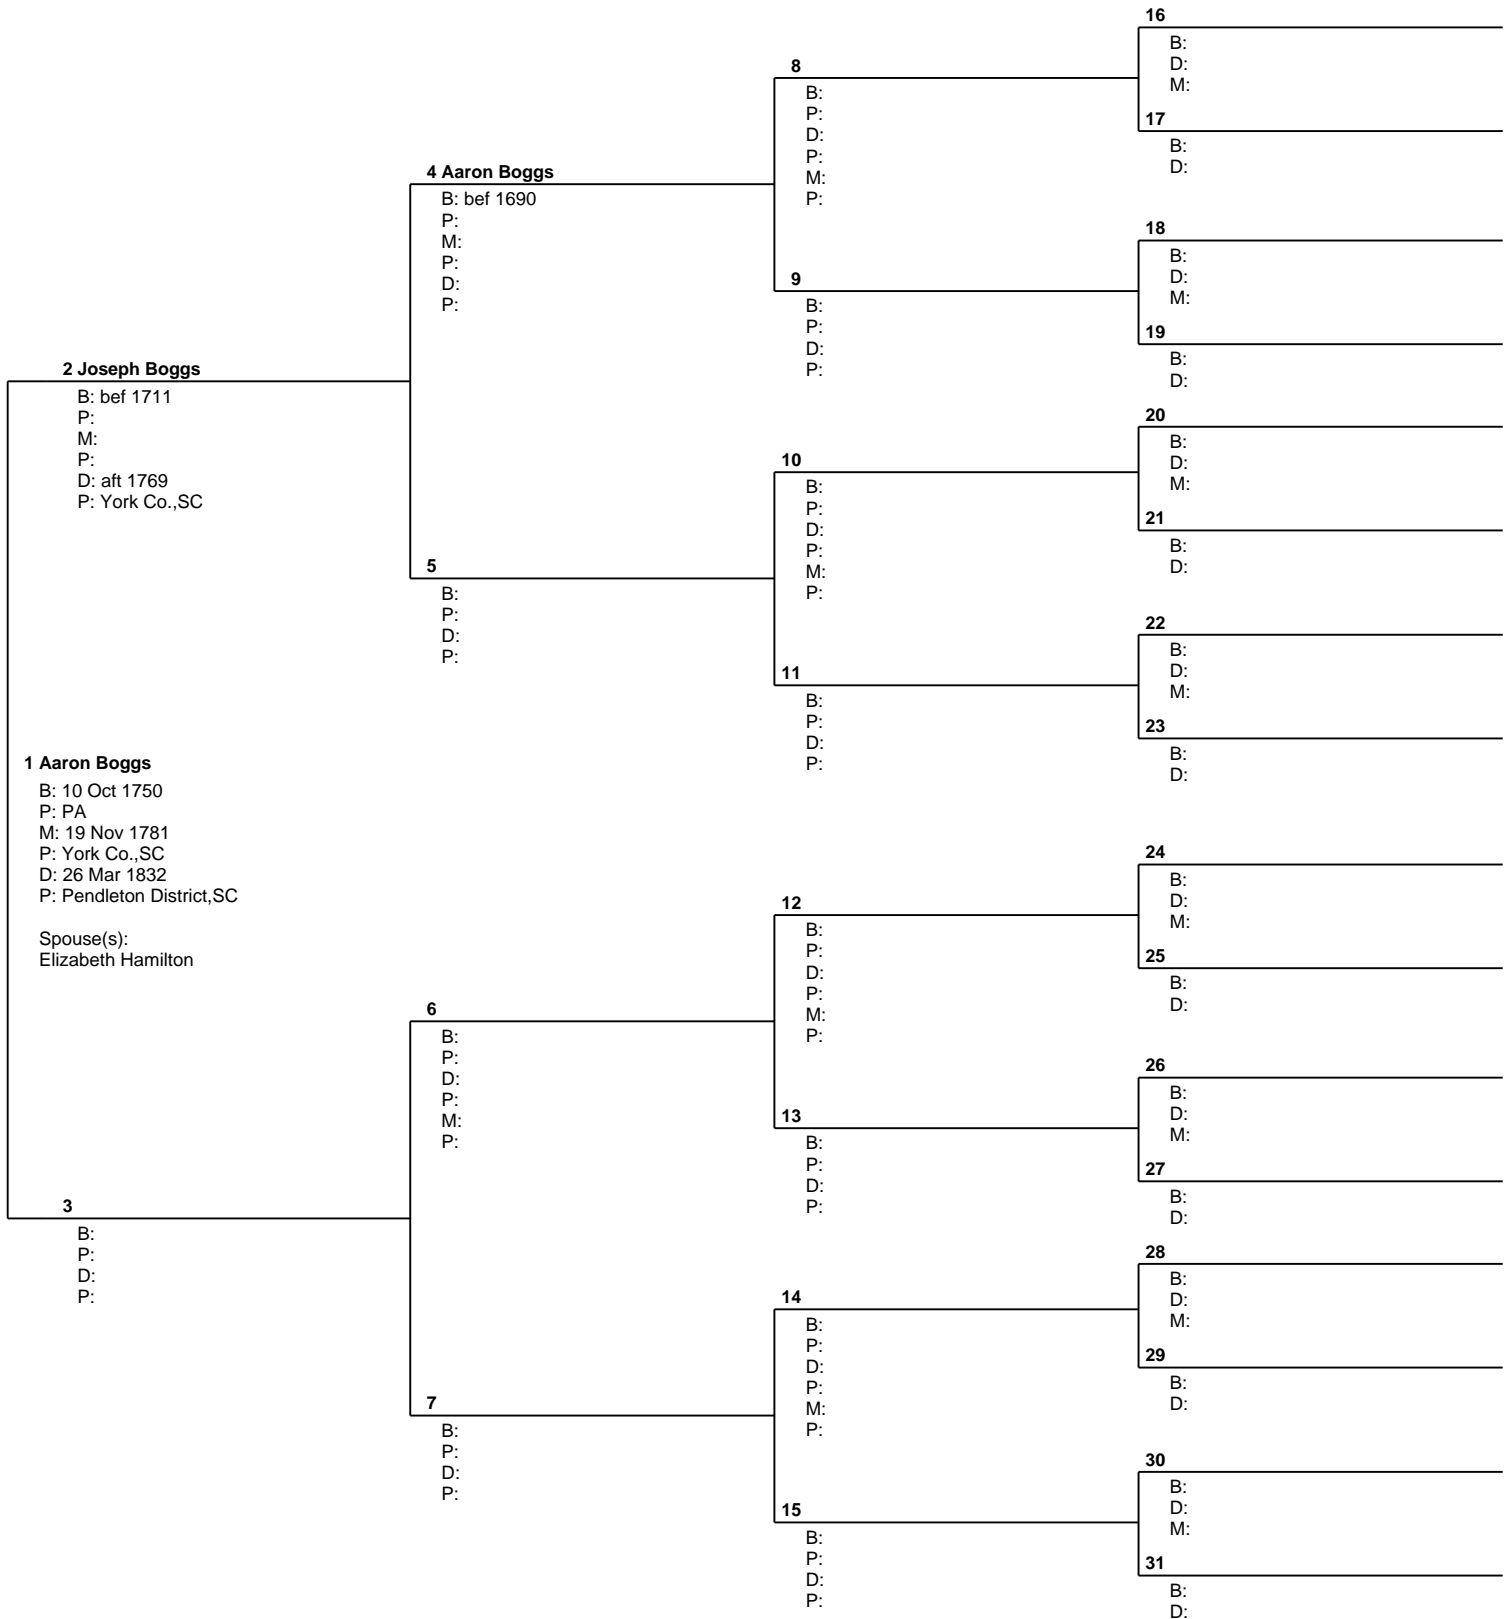 16
B:
D:
M:
8
B:
P:
D:
P:
M:
P:
17
B:
D:
4 Aaron Boggs
B: bef 1690
P:
M:
P:
D:
P:
18
B:
D:
M:
9
B:
P:
D:
P:
19
B:
D:
2 Joseph Boggs
B: bef 1711
P:
M:
P:
D: aft 1769
P: York Co.,SC
20
B:
D:
M:
10
B:
P:
D:
P:
M:
P:
21
B:
D:
5
B:
P:
D:
P:
22
B:
D:
M:
11
B:
P:
D:
P:
23
B:
D:
1 Aaron Boggs
B: 10 Oct 1750
P: PA
M: 19 Nov 1781
P: York Co.,SC
D: 26 Mar 1832
P: Pendleton District,SC
Spouse(s):
Elizabeth Hamilton
24
B:
D:
M:
12
B:
P:
D:
P:
M:
P:
25
B:
D:
6
B:
P:
D:
P:
M:
P:
26
B:
D:
M:
13
B:
P:
D:
P:
27
B:
D:
3
B:
P:
D:
P:
28
B:
D:
M:
14
B:
P:
D:
P:
M:
P:
29
B:
D:
7
B:
P:
D:
P:
30
B:
D:
M:
15
B:
P:
D:
P:
31
B:
D: